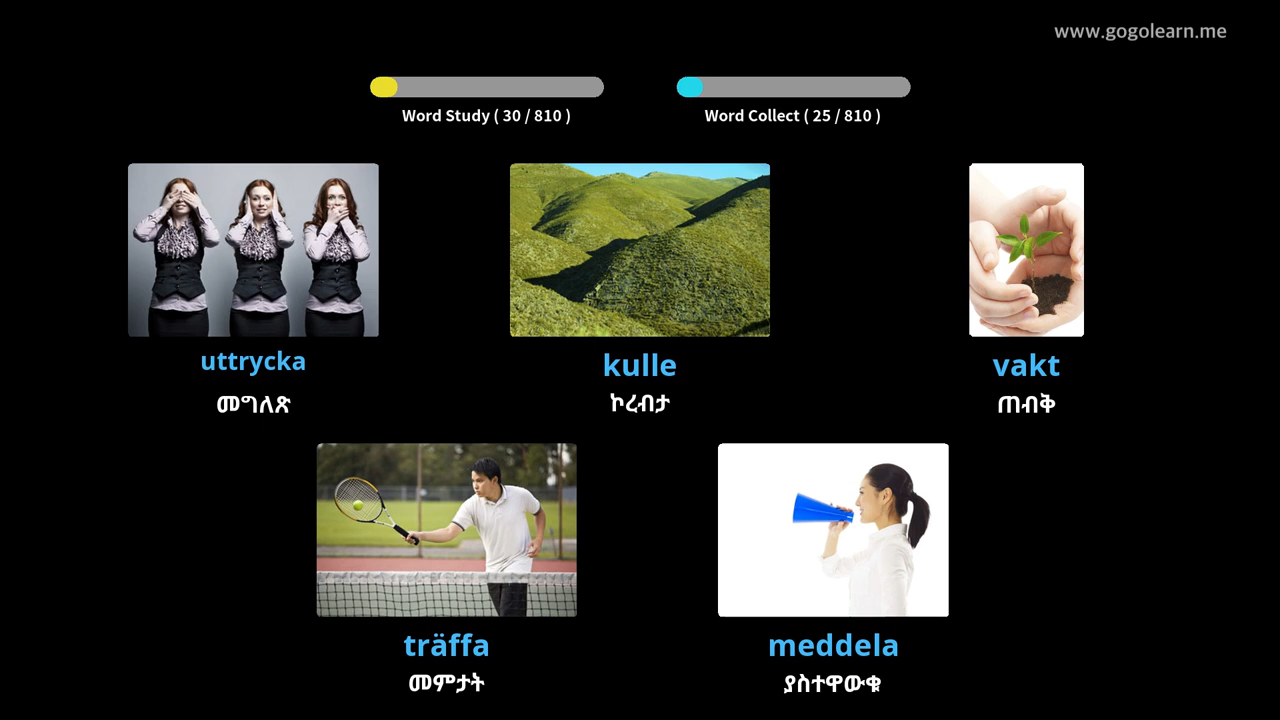 www.gogolearn.me
Word Study ( 30 / 810 )
Word Collect ( 25 / 810 )
uttrycka
kulle
vakt
መግለጽ
ኮረብታ
ጠብቅ
träffa
meddela
መምታት
ያስተዋውቁ